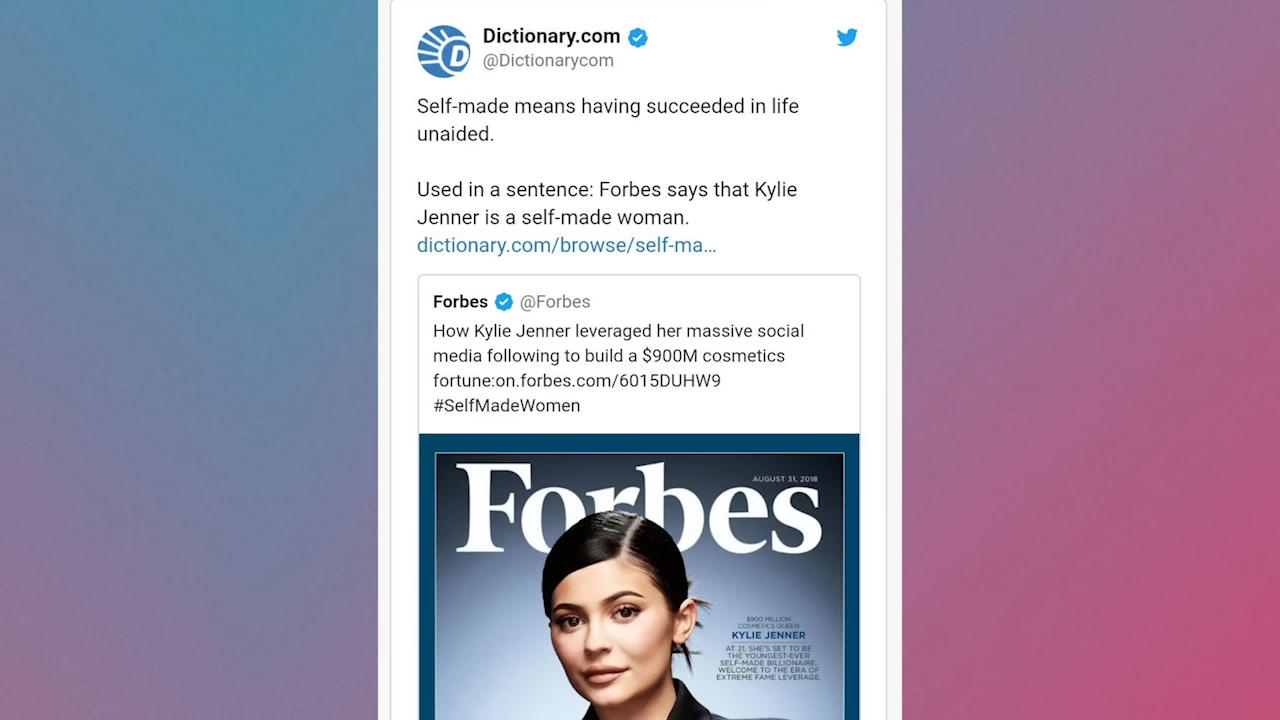 Dictionary.com
@Dictionarycom
Self-made means having succeeded in life
unaided.
Used in a sentence: Forbes says that Kylie
Jenner is a self-made woman.
dictionary.com/browse/self-ma…
Forbes @Forbes
How Kylie Jenner leveraged her massive social
media following to build a $900M cosmetics
fortune:on.forbes.com/6015DUHW9
#SelfMadeWomen
AUGUST 31, 2018
Forbes
$900 MILLION
COSMETICS QUEEN
KYLIE JENNER
AT 21, SHE'S SET TO BE
THE YOUNGEST-EVER
SELF-MADE BILLIONAIRE.
WELCOME TO THE ERA OF
EXTREME FAME LEVERAGE.